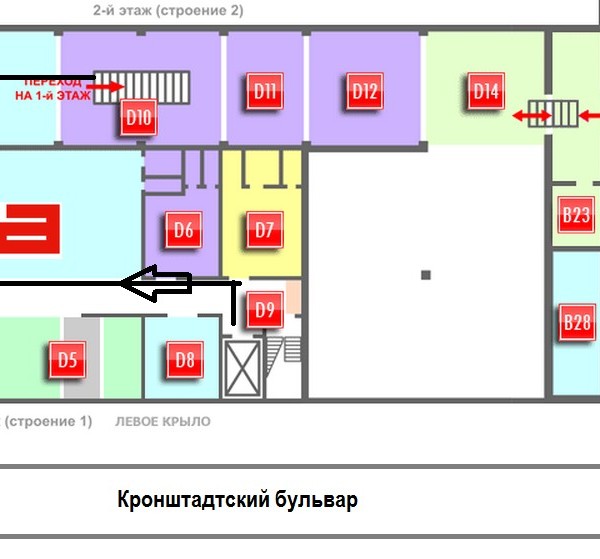 2-й этаж (строение 2)
ПЕРЕХОД
НА 1-й ЭТАЖ
D10
D11
D12
D14
D6
D7
B23
D9
B28
D5
D8
(строение 1) ЛЕВОЕ КРЫЛО
Кронштадтский бульвар